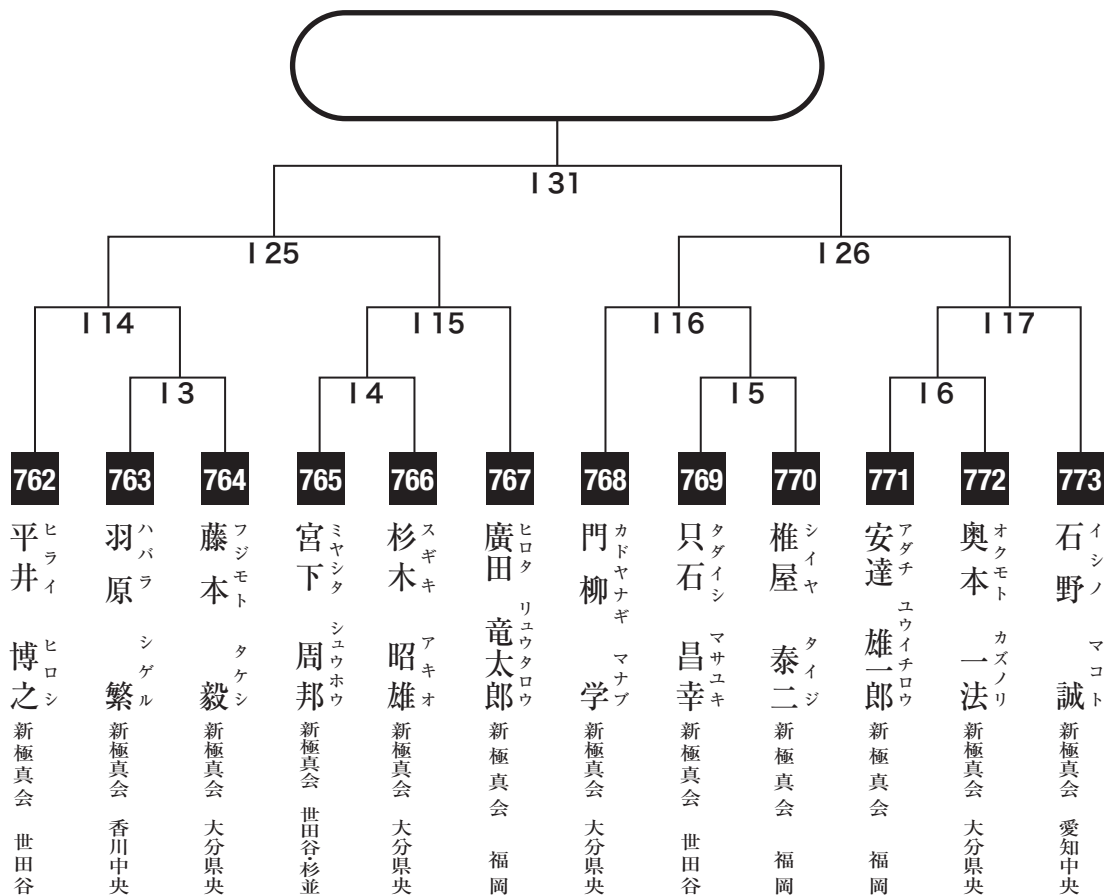 I 31
I 25
I 26
I 14
I 15
I 16
I 17
I 3
I 4
I 5
I 6
762
763
764
765
766
767
768
769
770
771
772
773
平井 博之
ヒライ ヒロシ
新極真会 世田谷
羽原 繁
ハバラ シゲル
新極真会 香川中央
藤本 毅
フジモト タケシ
新極真会 大分県央
宮下 周邦
ミヤシタ シュウホウ
新極真会 世田谷・杉並
杉木 昭雄
スギキ アキオ
新極真会 大分県央
廣田 竜太郎
ヒロタ リュウタロウ
新極真会 福岡
門柳 学
カドヤナギ マナブ
新極真会 大分県央
只石 昌幸
タダイシ マサユキ
新極真会 世田谷
椎屋 泰二
シイヤ タイジ
新極真会 福岡
安達 雄一郎
アダチ ユウイチロウ
新極真会 福岡
奥本 一法
オクモト カズノリ
新極真会 大分県央
石野 誠
イシノ マコト
新極真会 愛知中央